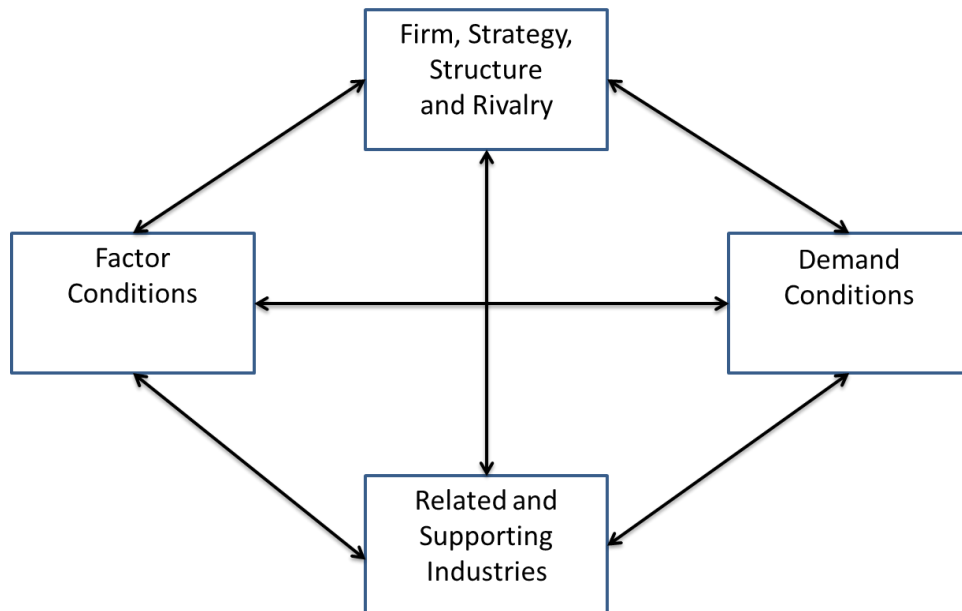 Firm, Strategy,
Structure
and Rivalry
Factor
Conditions
Demand
Conditions
Related and
Supporting
Industries